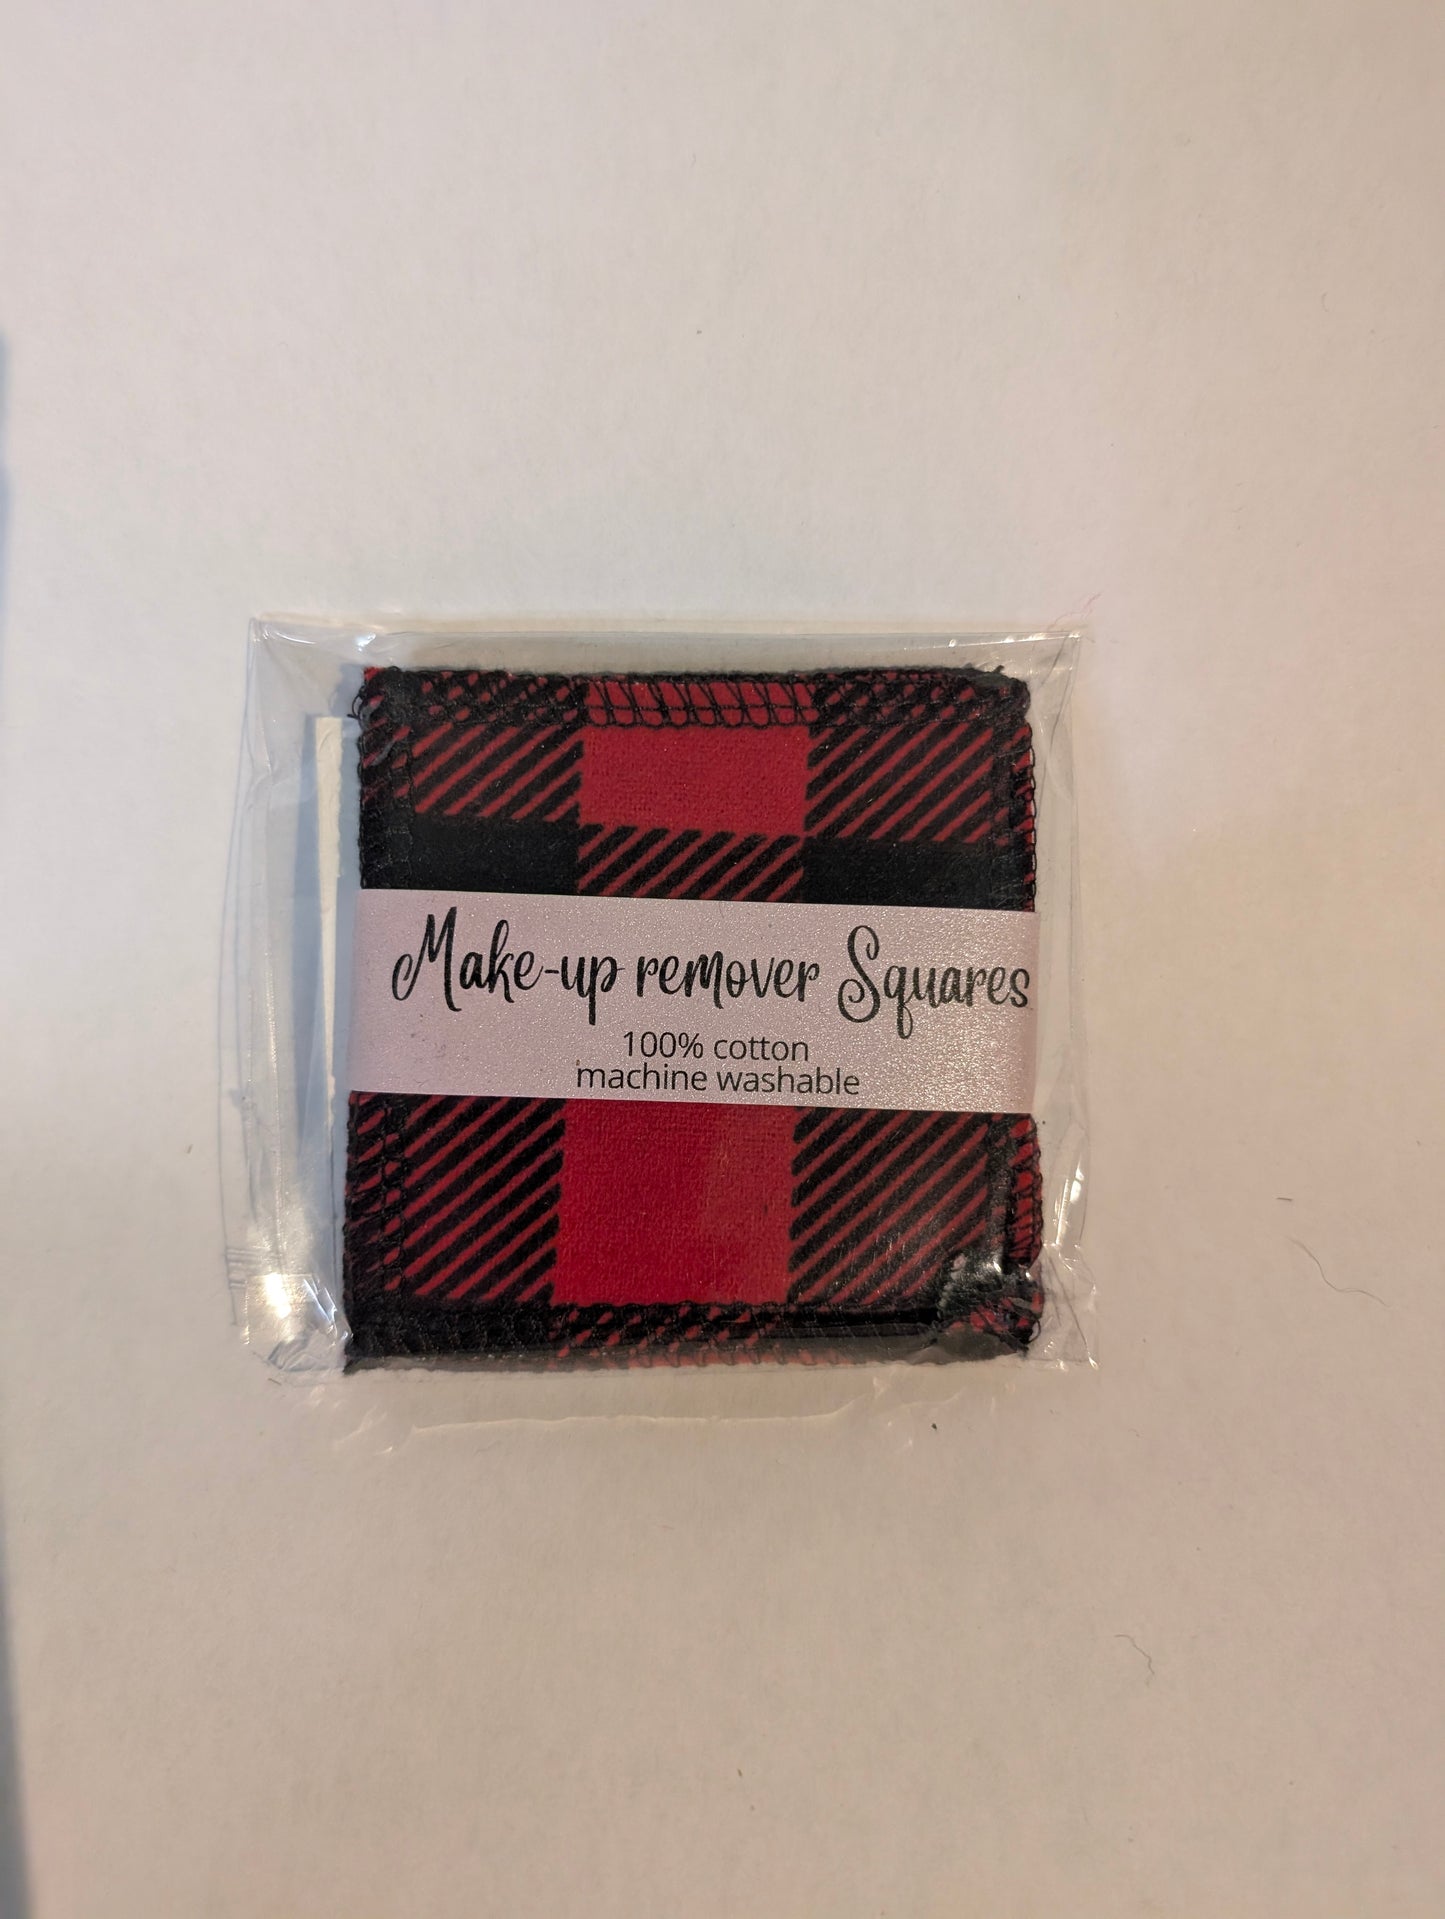 Make-up remover Squares
100% cotton
machine washable